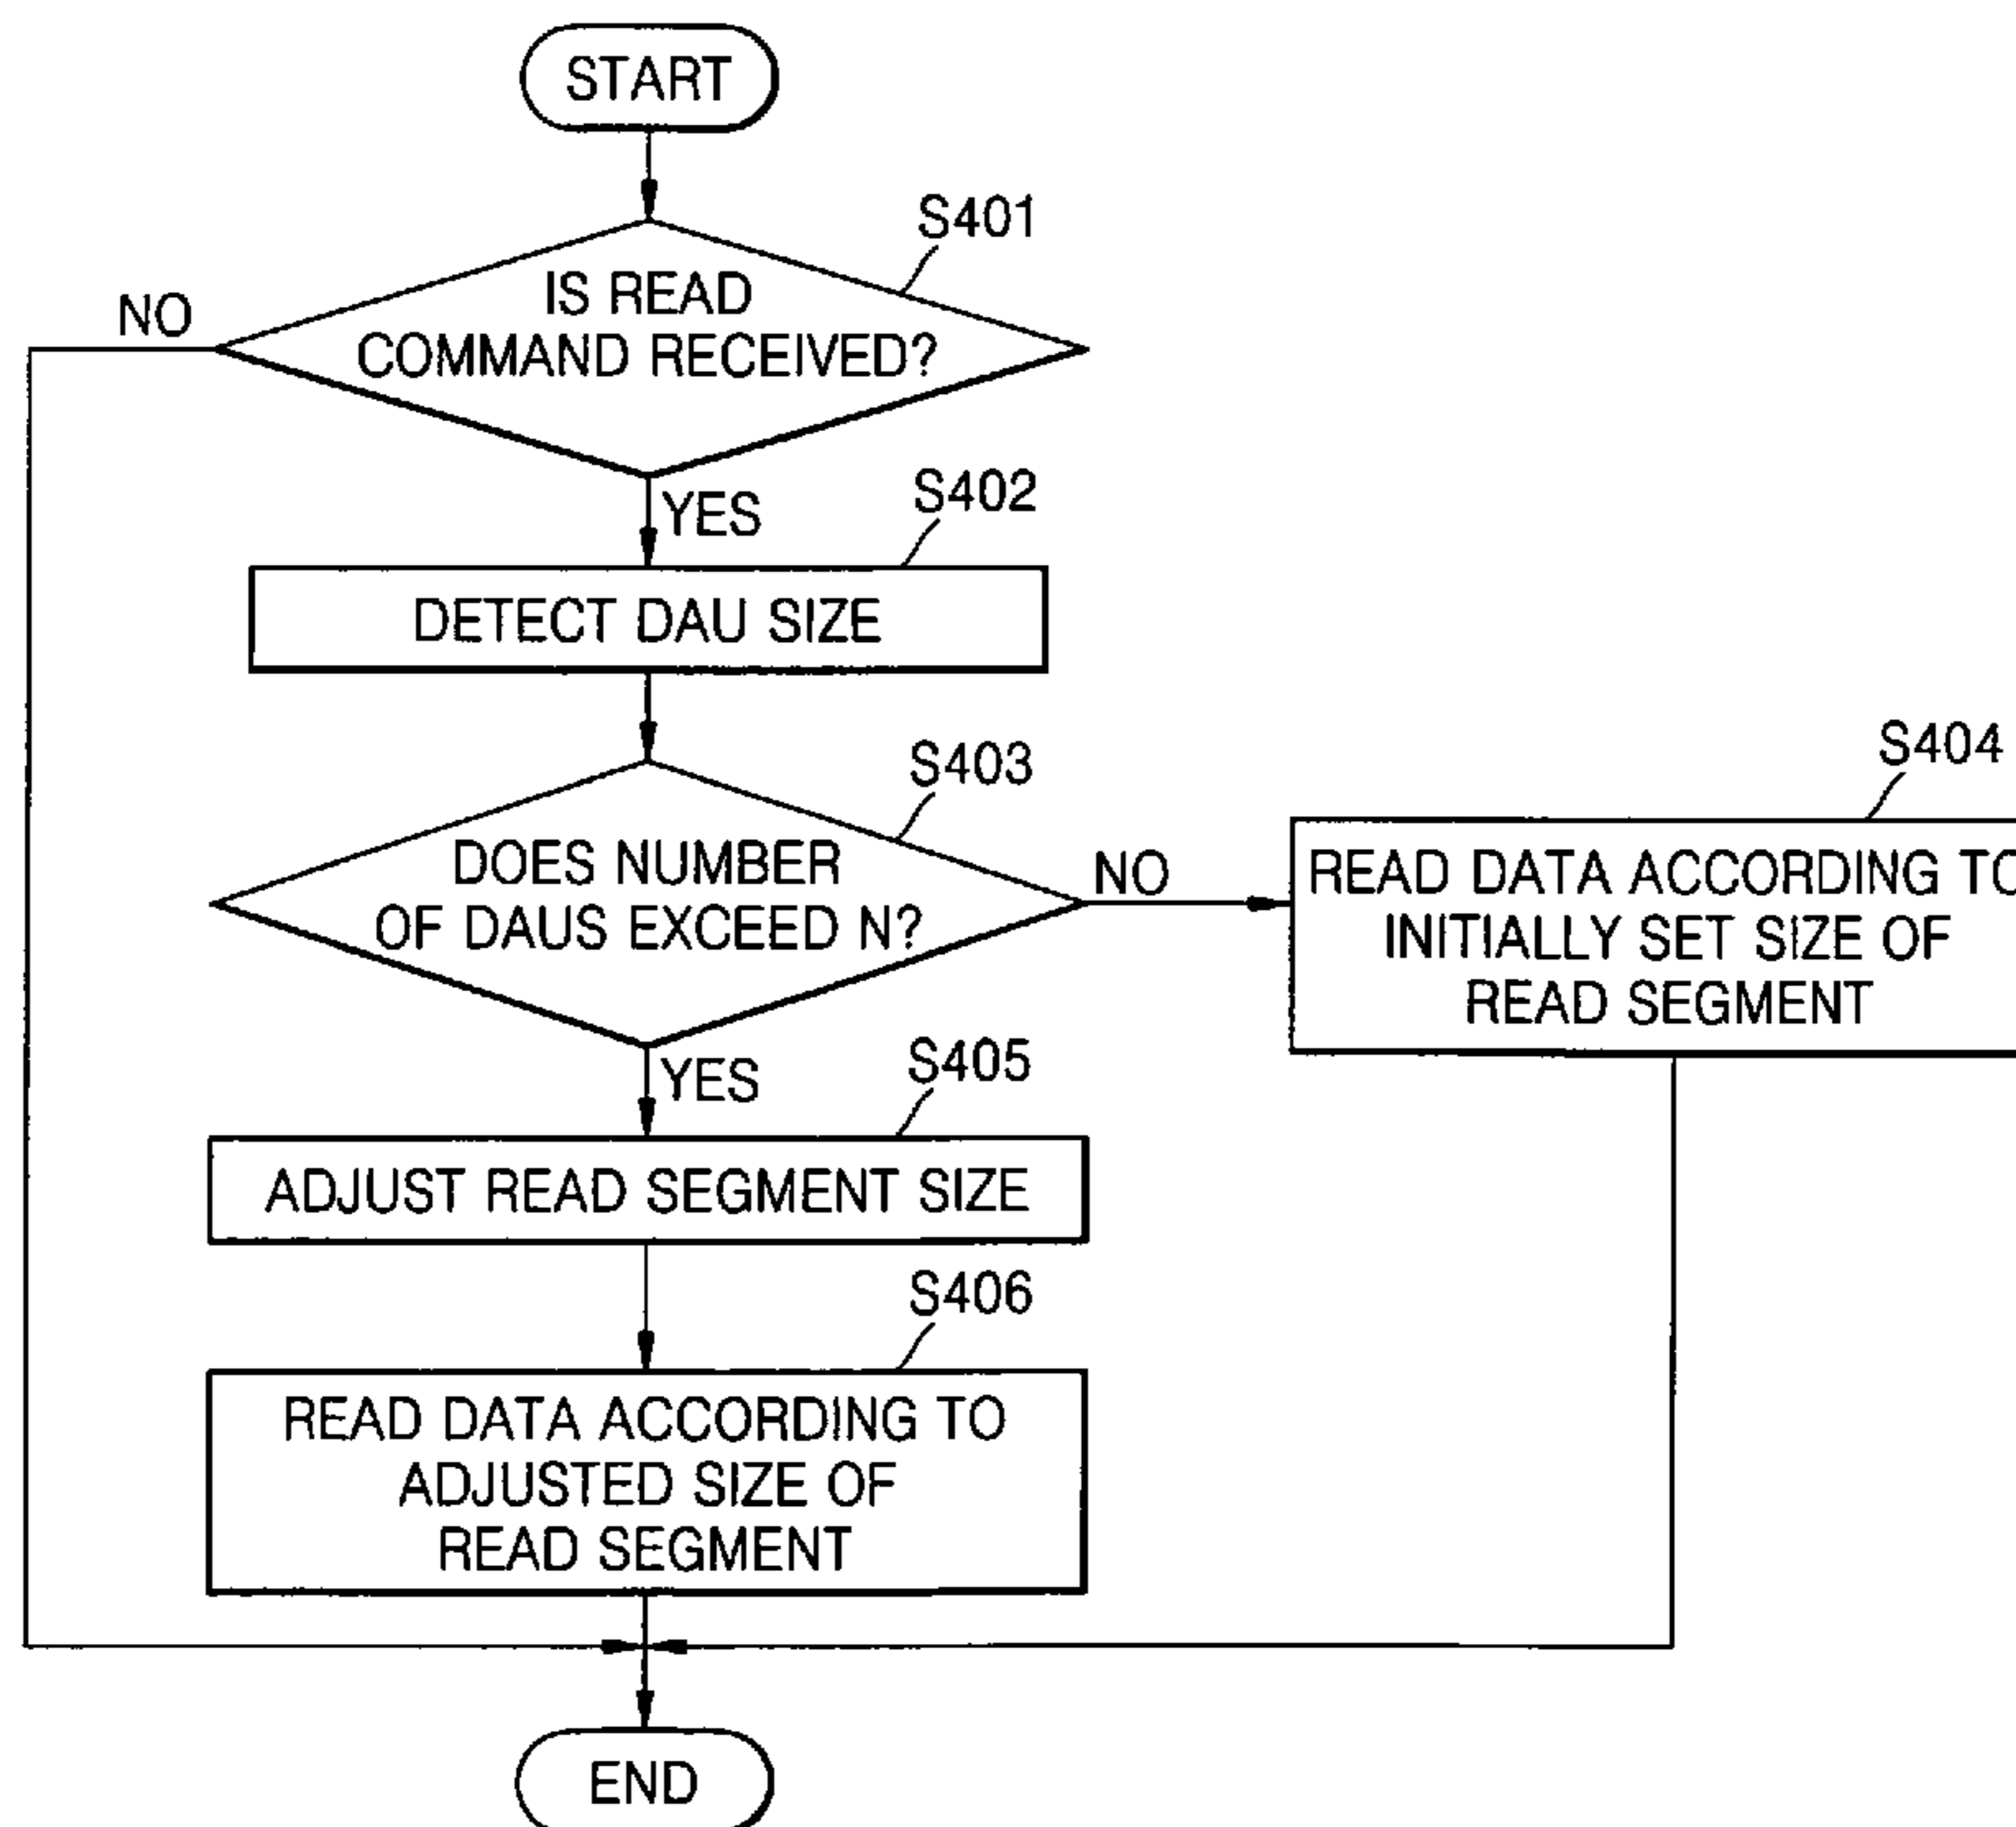 START
S401
IS READ
COMMAND RECEIVED?
NO
YES
S402
DETECT DAU SIZE
S403
DOES NUMBER
OF DAUS EXCEED N?
NO
S404
READ DATA ACCORDING TO
INITIALLY SET SIZE OF
READ SEGMENT
YES
S405
ADJUST READ SEGMENT SIZE
S406
READ DATA ACCORDING TO
ADJUSTED SIZE OF
READ SEGMENT
END